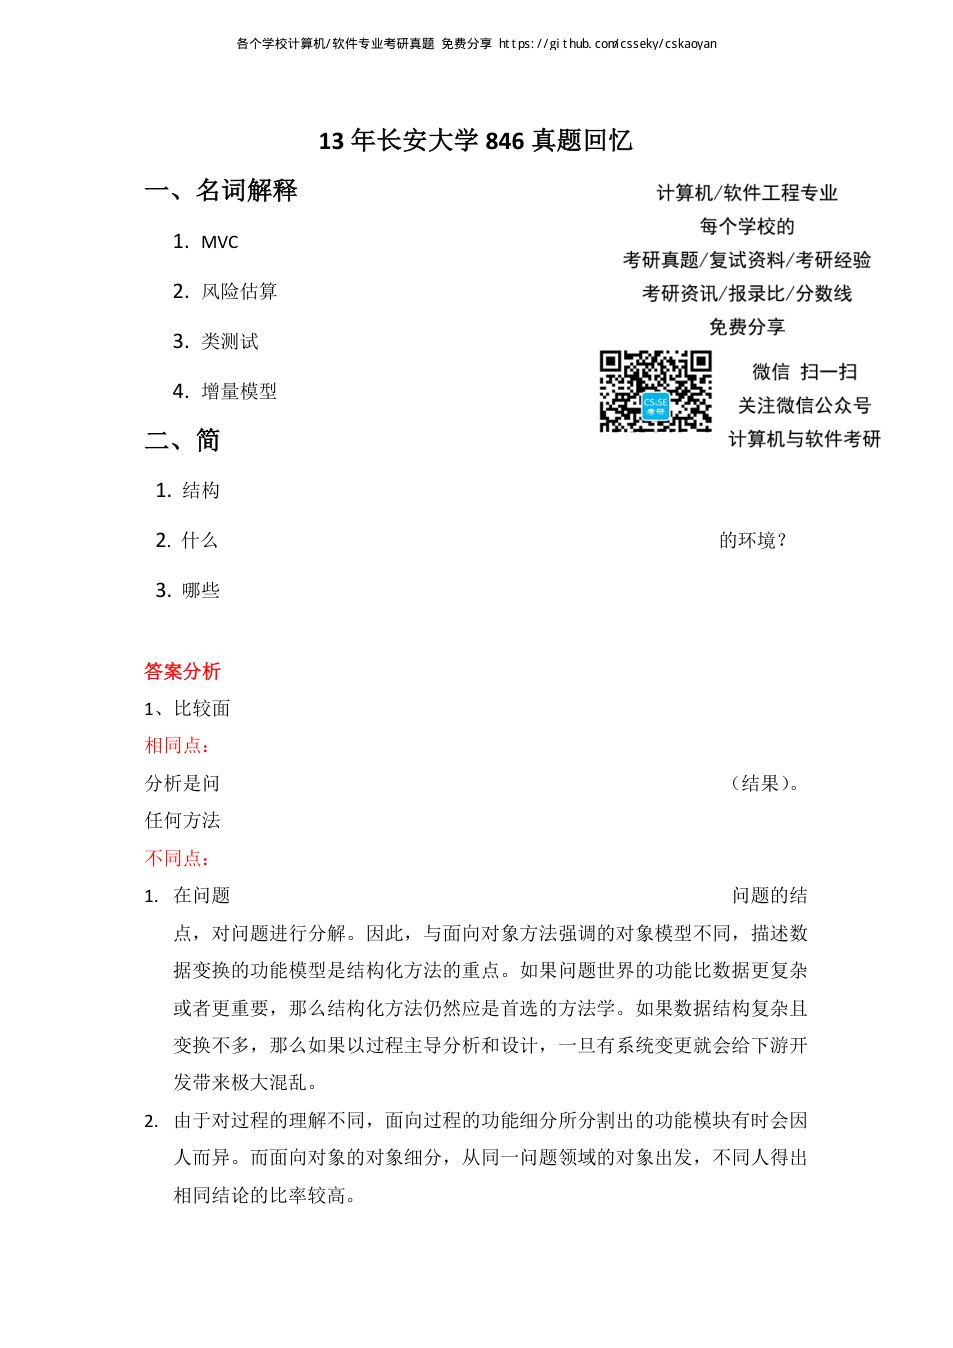 各个学校计算机/软件专业考研真题 免费分享 https://github.com/csseky/cskaoyan
13 年长安大学 846 真题回忆
一、名词解释
1. MVC
2. 风险估算
3. 类测试
4. 增量模型
计算机/软件工程专业
每个学校的
考研真题/复试资料/考研经验
考研资讯/报录比/分数线
免费分享
CS&SE
考研
微信 扫一扫
关注微信公众号
计算机与软件考研
二、简
1. 结构
2. 什么 的环境？
3. 哪些
答案分析
1、比较面
相同点：
分析是问 （结果）。
任何方法
不同点：
1. 在问题 问题的结
点，对问题进行分解。因此，与面向对象方法强调的对象模型不同，描述数
据变换的功能模型是结构化方法的重点。如果问题世界的功能比数据更复杂
或者更重要，那么结构化方法仍然应是首选的方法学。如果数据结构复杂且
变换不多，那么如果以过程主导分析和设计，一旦有系统变更就会给下游开
发带来极大混乱。
2. 由于对过程的理解不同，面向过程的功能细分所分割出的功能模块有时会因
人而异。而面向对象的对象细分，从同一问题领域的对象出发，不同人得出
相同结论的比率较高。